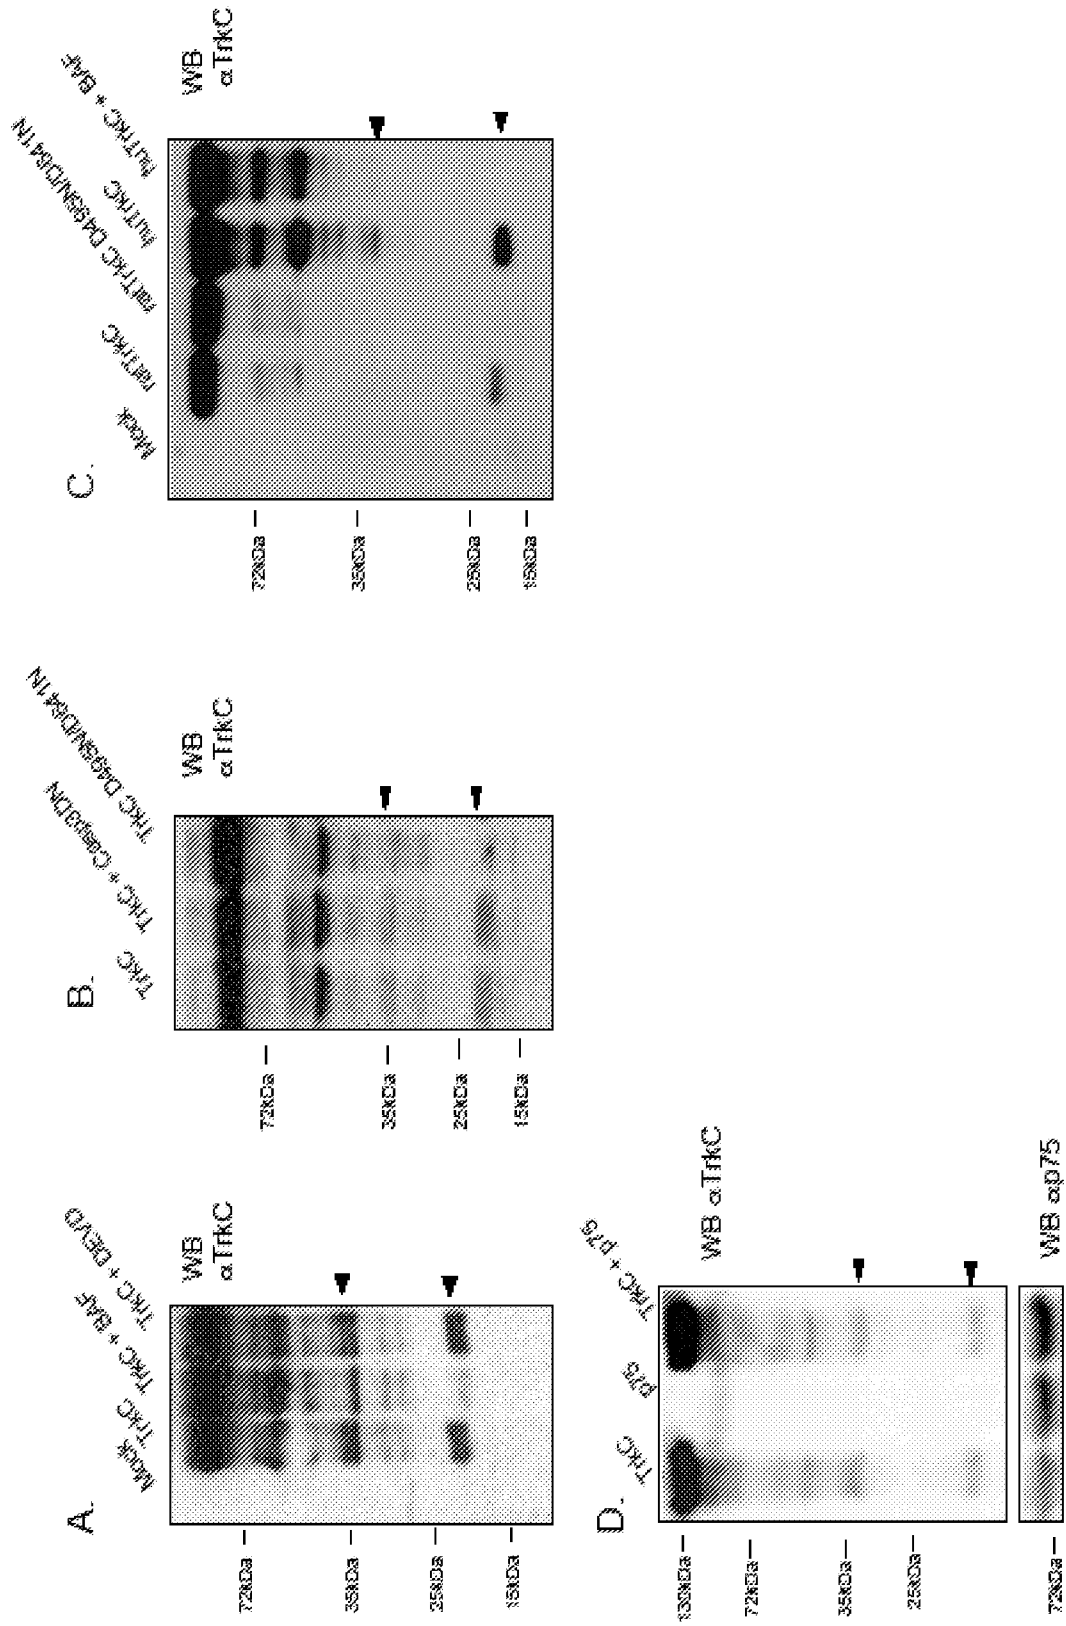 A.
Mock
TrkC
TrkC + BAF
TrkC + DEVD
WB
αTrkC
72kDa
35kDa
25kDa
15kDa
B.
TrkC
TrkC + Casp3DN
TrkC D495N/D641N
WB
αTrkC
72kDa
35kDa
25kDa
15kDa
C.
Mock
ratTrkC
ratTrkC D495N/D641N
huTrkC
huTrkC + BAF
WB
αTrkC
72kDa
35kDa
25kDa
15kDa
D.
TrkC
p75
TrkC + p75
WB αTrkC
130kDa
72kDa
35kDa
25kDa
WB αp75
72kDa